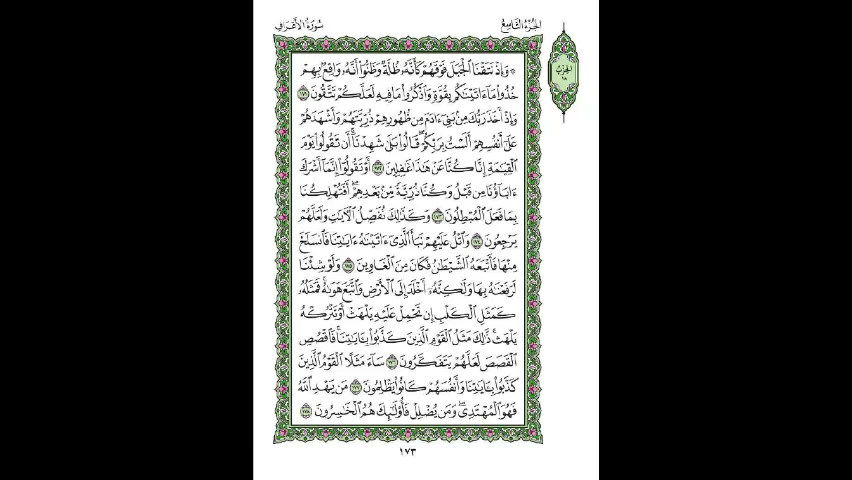 الجزء التاسع
سورة الأعراف
الحزب
١٨
۞ وَإِذْ نَتَقْنَا ٱلْجَبَلَ فَوْقَهُمْ كَأَنَّهُۥ ظُلَّةٌ وَظَنُّوٓا۟ أَنَّهُۥ وَاقِعٌۢ بِهِمْ
خُذُوا۟ مَآ ءَاتَيْنَٰكُم بِقُوَّةٍ وَٱذْكُرُوا۟ مَا فِيهِ لَعَلَّكُمْ تَتَّقُونَ ١٧١
وَإِذْ أَخَذَ رَبُّكَ مِنۢ بَنِىٓ ءَادَمَ مِن ظُهُورِهِمْ ذُرِّيَّتَهُمْ وَأَشْهَدَهُمْ
عَلَىٰٓ أَنفُسِهِمْ أَلَسْتُ بِرَبِّكُمْ ۖ قَالُوا۟ بَلَىٰ ۛ شَهِدْنَآ ۛ أَن تَقُولُوا۟ يَوْمَ
ٱلْقِيَٰمَةِ إِنَّا كُنَّا عَنْ هَٰذَا غَٰفِلِينَ ١٧٢ أَوْ تَقُولُوٓا۟ إِنَّمَآ أَشْرَكَ
ءَابَآؤُنَا مِن قَبْلُ وَكُنَّا ذُرِّيَّةً مِّنۢ بَعْدِهِمْ ۖ أَفَتُهْلِكُنَا
بِمَا فَعَلَ ٱلْمُبْطِلُونَ ١٧٣ وَكَذَٰلِكَ نُفَصِّلُ ٱلْءَايَٰتِ وَلَعَلَّهُمْ
يَرْجِعُونَ ١٧٤ وَٱتْلُ عَلَيْهِمْ نَبَأَ ٱلَّذِىٓ ءَاتَيْنَٰهُ ءَايَٰتِنَا فَٱنسَلَخَ
مِنْهَا فَأَتْبَعَهُ ٱلشَّيْطَٰنُ فَكَانَ مِنَ ٱلْغَاوِينَ ١٧٥ وَلَوْ شِئْنَا
لَرَفَعْنَٰهُ بِهَا وَلَٰكِنَّهُۥٓ أَخْلَدَ إِلَى ٱلْأَرْضِ وَٱتَّبَعَ هَوَىٰهُ ۚ فَمَثَلُهُۥ
كَمَثَلِ ٱلْكَلْبِ إِن تَحْمِلْ عَلَيْهِ يَلْهَثْ أَوْ تَتْرُكْهُ
يَلْهَث ۚ ذَّٰلِكَ مَثَلُ ٱلْقَوْمِ ٱلَّذِينَ كَذَّبُوا۟ بِـَٔايَٰتِنَا ۚ فَٱقْصُصِ
ٱلْقَصَصَ لَعَلَّهُمْ يَتَفَكَّرُونَ ١٧٦ سَآءَ مَثَلًا ٱلْقَوْمُ ٱلَّذِينَ
كَذَّبُوا۟ بِـَٔايَٰتِنَا وَأَنفُسَهُمْ كَانُوا۟ يَظْلِمُونَ ١٧٧ مَن يَهْدِ ٱللَّهُ
فَهُوَ ٱلْمُهْتَدِى ۖ وَمَن يُضْلِلْ فَأُو۟لَٰٓئِكَ هُمُ ٱلْخَٰسِرُونَ ١٧٨
١٧٣